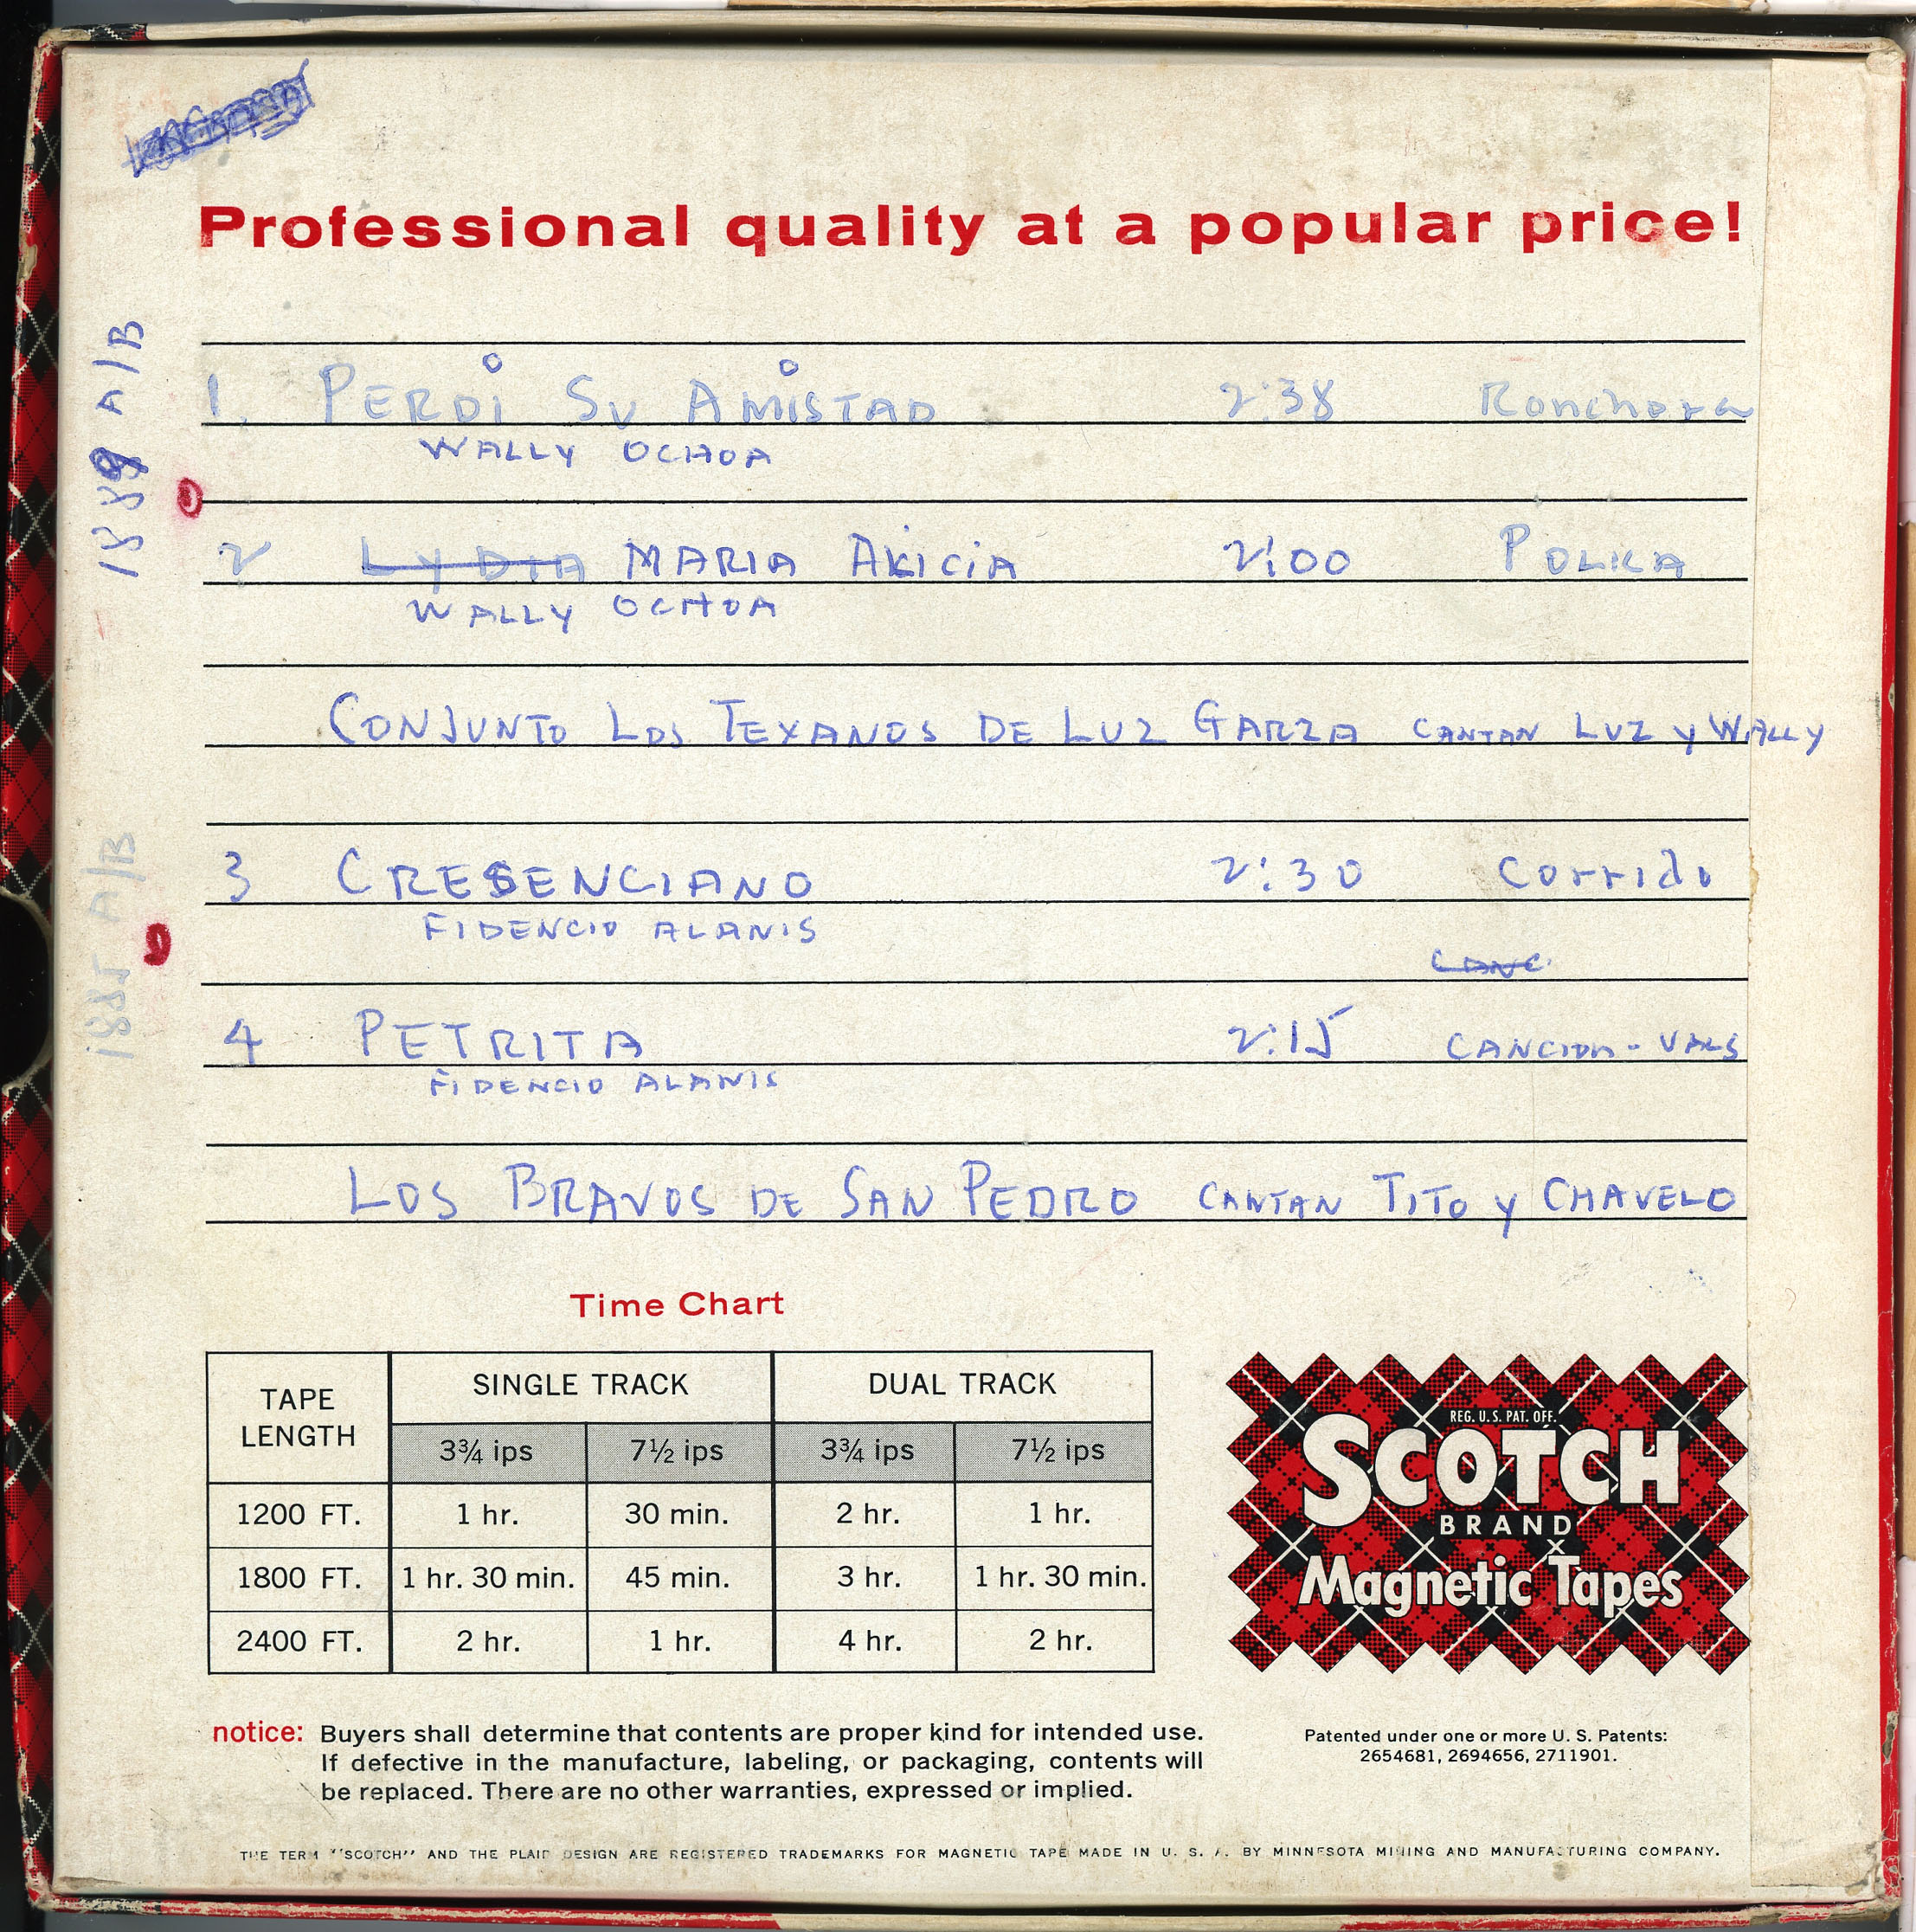 Professional quality at a popular price!
1889 A/B
1. PERDI SU AMISTAD 2:38 Ranchera
WALLY OCHOA
2 LYDIA MARIA ALICIA 2:00 POLKA
WALLY OCHOA
CONJUNTO LOS TEXANOS DE LUZ GARZA CANTAN LUZ Y WALLY
3 CRESENCIANO 2:30 Corrido
FIDENCIO ALANIS
CANC.
1885 A/B
4 PETRITA 2:15 CANCION - VALS
FIDENCIO ALANIS
LOS BRAVOS DE SAN PEDRO CANTAN TITO Y CHAVELO
Time Chart
TAPE LENGTH SINGLE TRACK DUAL TRACK
3¾ ips 7½ ips 3¾ ips 7½ ips
1200 FT. 1 hr. 30 min. 2 hr. 1 hr.
1800 FT. 1 hr. 30 min. 45 min. 3 hr. 1 hr. 30 min.
2400 FT. 2 hr. 1 hr. 4 hr. 2 hr.
REG. U.S. PAT. OFF.
SCOTCH
BRAND
Magnetic Tapes
notice: Buyers shall determine that contents are proper kind for intended use.
If defective in the manufacture, labeling, or packaging, contents will
be replaced. There are no other warranties, expressed or implied.
Patented under one or more U. S. Patents:
2654681, 2694656, 2711901.
THE TERM "SCOTCH" AND THE PLAID DESIGN ARE REGISTERED TRADEMARKS FOR MAGNETIC TAPE MADE IN U. S. A. BY MINNESOTA MINING AND MANUFACTURING COMPANY.